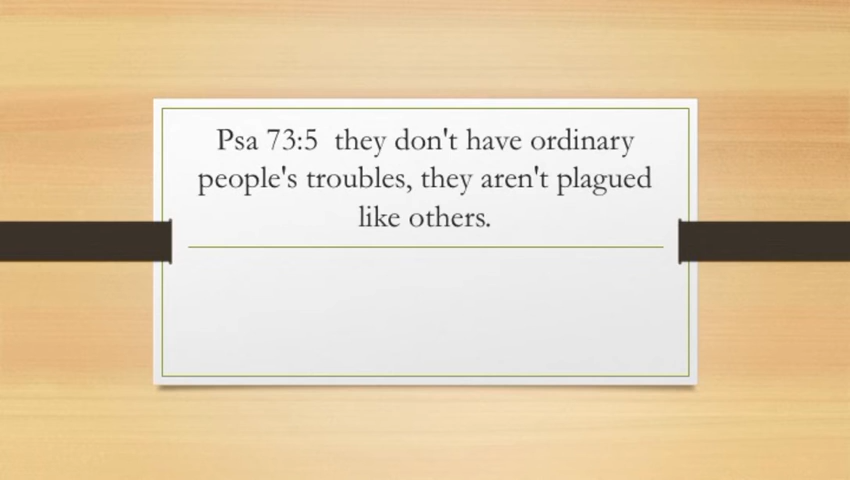 Psa 73:5  they don't have ordinary
people's troubles, they aren't plagued
like others.